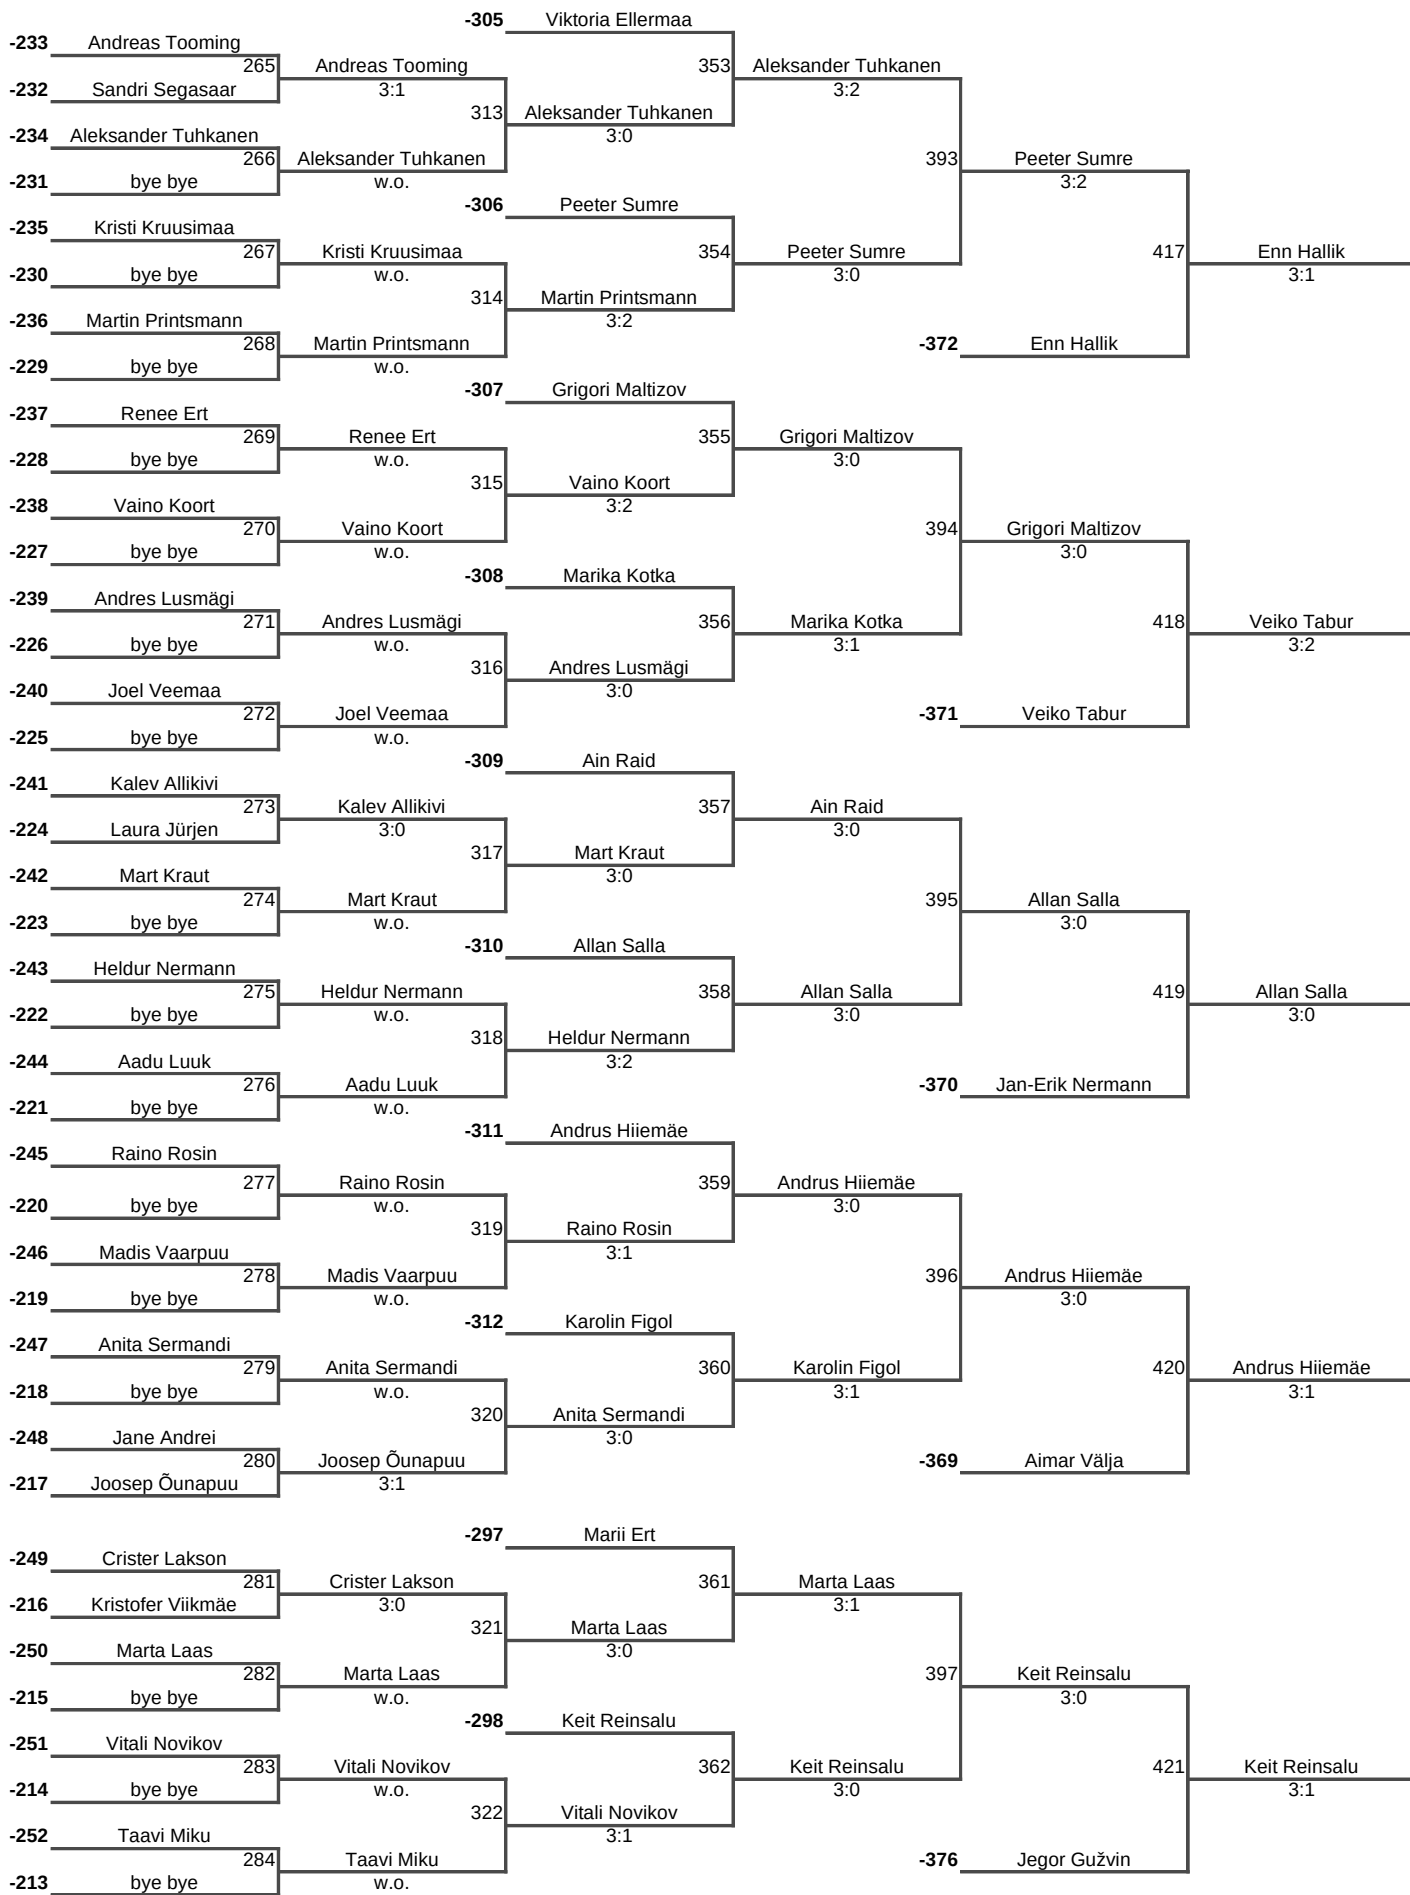 -305 Viktoria Ellermaa
-233 Andreas Tooming
265 Andreas Tooming 353 Aleksander Tuhkanen
-232 Sandri Segasaar 3:1 3:2
313 Aleksander Tuhkanen
-234 Aleksander Tuhkanen 3:0
266 Aleksander Tuhkanen 393 Peeter Sumre
-231 bye bye w.o. 3:2
-306 Peeter Sumre
-235 Kristi Kruusimaa
267 Kristi Kruusimaa 354 Peeter Sumre 417 Enn Hallik
-230 bye bye w.o. 3:0 3:1
314 Martin Printsmann
-236 Martin Printsmann 3:2
268 Martin Printsmann -372 Enn Hallik
-229 bye bye w.o.
-307 Grigori Maltizov
-237 Renee Ert
269 Renee Ert 355 Grigori Maltizov
-228 bye bye w.o. 3:0
315 Vaino Koort
-238 Vaino Koort 3:2
270 Vaino Koort 394 Grigori Maltizov
-227 bye bye w.o. 3:0
-308 Marika Kotka
-239 Andres Lusmägi
271 Andres Lusmägi 356 Marika Kotka 418 Veiko Tabur
-226 bye bye w.o. 3:1 3:2
316 Andres Lusmägi
-240 Joel Veemaa 3:0
272 Joel Veemaa -371 Veiko Tabur
-225 bye bye w.o.
-309 Ain Raid
-241 Kalev Allikivi
273 Kalev Allikivi 357 Ain Raid
-224 Laura Jürjen 3:0 3:0
317 Mart Kraut
-242 Mart Kraut 3:0
274 Mart Kraut 395 Allan Salla
-223 bye bye w.o. 3:0
-310 Allan Salla
-243 Heldur Nermann
275 Heldur Nermann 358 Allan Salla 419 Allan Salla
-222 bye bye w.o. 3:0 3:0
318 Heldur Nermann
-244 Aadu Luuk 3:2
276 Aadu Luuk -370 Jan-Erik Nermann
-221 bye bye w.o.
-311 Andrus Hiiemäe
-245 Raino Rosin
277 Raino Rosin 359 Andrus Hiiemäe
-220 bye bye w.o. 3:0
319 Raino Rosin
-246 Madis Vaarpuu 3:1
278 Madis Vaarpuu 396 Andrus Hiiemäe
-219 bye bye w.o. 3:0
-312 Karolin Figol
-247 Anita Sermandi
279 Anita Sermandi 360 Karolin Figol 420 Andrus Hiiemäe
-218 bye bye w.o. 3:1 3:1
320 Anita Sermandi
-248 Jane Andrei 3:0
280 Joosep Õunapuu -369 Aimar Välja
-217 Joosep Õunapuu 3:1
-297 Marii Ert
-249 Crister Lakson
281 Crister Lakson 361 Marta Laas
-216 Kristofer Viikmäe 3:0 3:1
321 Marta Laas
-250 Marta Laas 3:0
282 Marta Laas 397 Keit Reinsalu
-215 bye bye w.o. 3:0
-298 Keit Reinsalu
-251 Vitali Novikov
283 Vitali Novikov 362 Keit Reinsalu 421 Keit Reinsalu
-214 bye bye w.o. 3:0 3:1
322 Vitali Novikov
-252 Taavi Miku 3:1
284 Taavi Miku -376 Jegor Gužvin
-213 bye bye w.o.